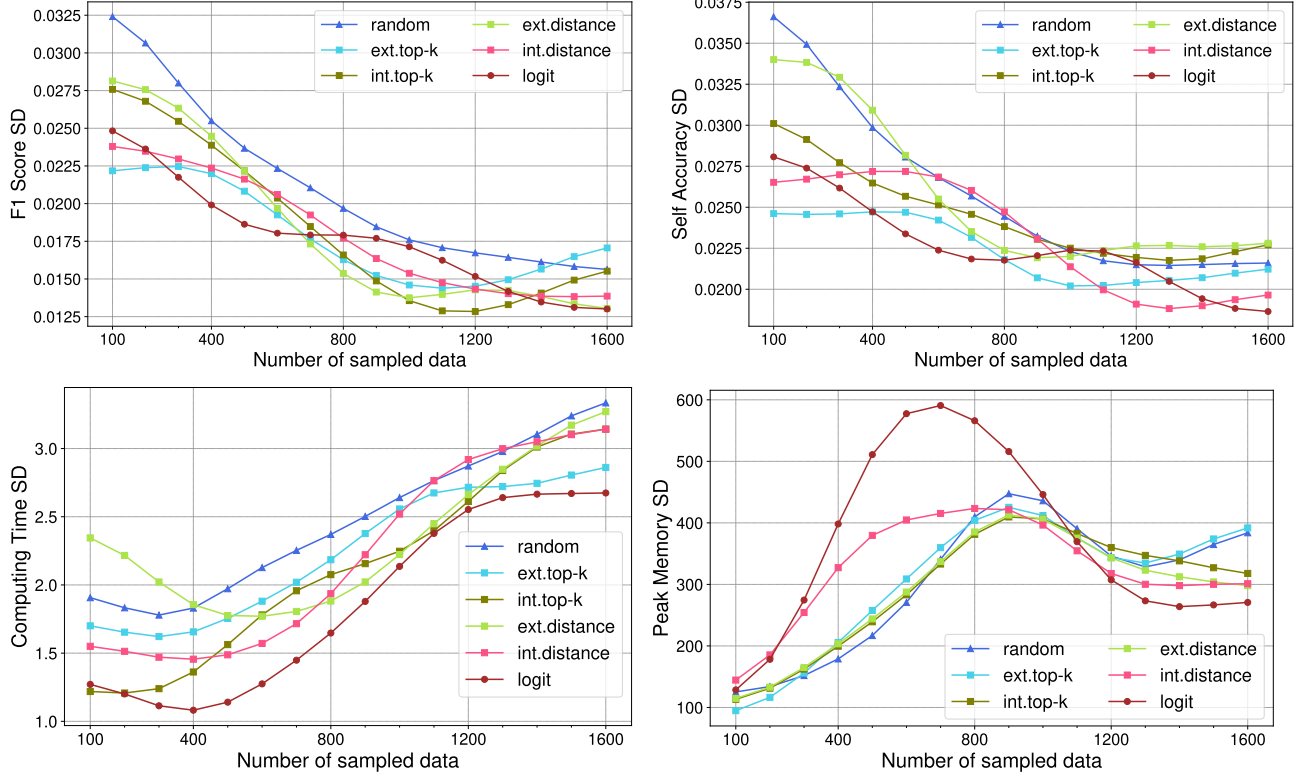 F1 Score SD
0.0325
0.0300
0.0275
0.0250
0.0225
0.0200
0.0175
0.0150
0.0125
100 400 800 1200 1600
Number of sampled data
random ext.distance
ext.top-k int.distance
int.top-k logit
Self Accuracy SD
0.0375
0.0350
0.0325
0.0300
0.0275
0.0250
0.0225
0.0200
100 400 800 1200 1600
Number of sampled data
random ext.distance
ext.top-k int.distance
int.top-k logit
Computing Time SD
3.0
2.5
2.0
1.5
1.0
100 400 800 1200 1600
Number of sampled data
random
ext.top-k
int.top-k
ext.distance
int.distance
logit
Peak Memory SD
600
500
400
300
200
100
100 400 800 1200 1600
Number of sampled data
random ext.distance
ext.top-k int.distance
int.top-k logit